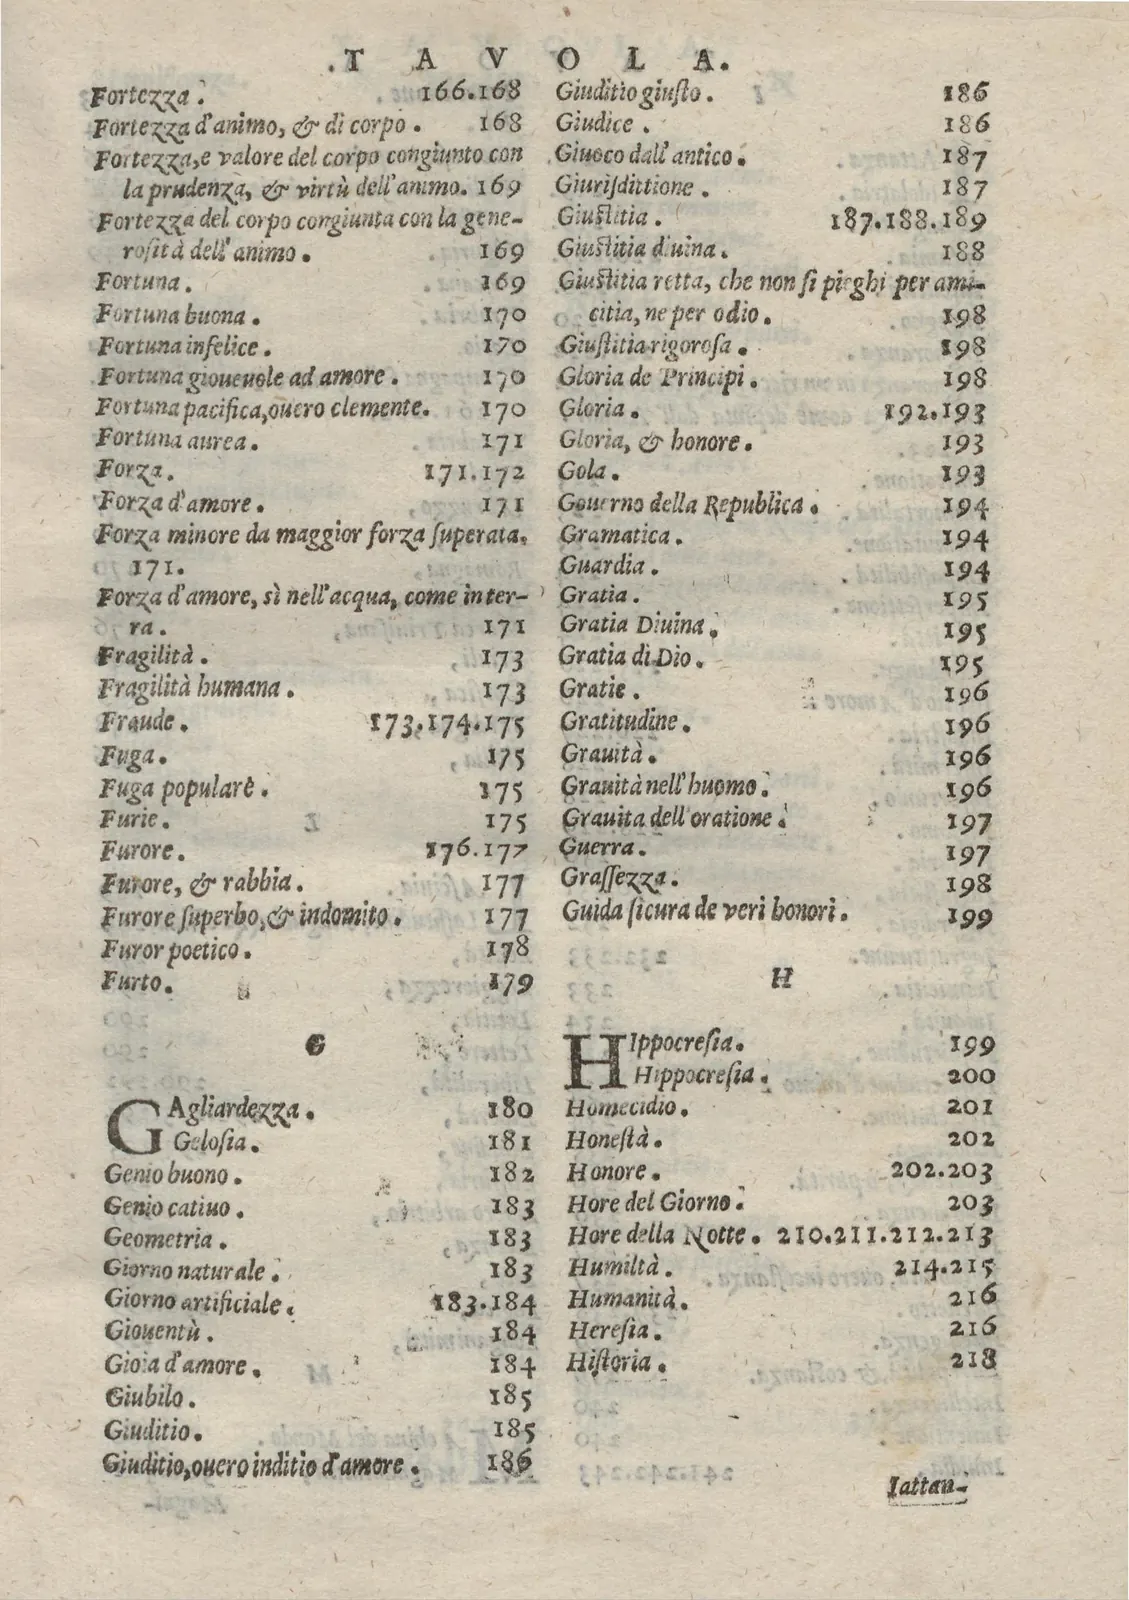 .T A V O L A.
Fortezza. 166.168
Fortezza d'animo, & di corpo. 168
Fortezza, e valore del corpo congiunto con
la prudenza, & virtù dell'animo. 169
Fortezza del corpo congiunta con la gene-
rosità dell'animo. 169
Fortuna. 169
Fortuna buona. 170
Fortuna infelice. 170
Fortuna gioueuole ad amore. 170
Fortuna pacifica, ouero clemente. 170
Fortuna aurea. 171
Forza. 171.172
Forza d'amore. 171
Forza minore da maggior forza ſuperata.
171.
Forza d'amore, sì nell'acqua, come in ter-
ra. 171
Fragilità. 173
Fragilità humana. 173
Fraude. 173.174.175
Fuga. 175
Fuga populare. 175
Furie. 175
Furore. 176.177
Furore, & rabbia. 177
Furore ſuperbo, & indomito. 177
Furor poetico. 178
Furto. 179
G
GAgliardezza. 180
Geloſia. 181
Genio buono. 182
Genio catiuo. 183
Geometria. 183
Giorno naturale. 183
Giorno artificiale. 183.184
Giouentù. 184
Gioia d'amore. 184
Giubilo. 185
Giuditio. 185
Giuditio, ouero inditio d'amore. 186
Giuditio giuſto. 186
Giudice. 186
Giuoco dall'antico. 187
Giuriſdittione. 187
Giuſtitia. 187.188.189
Giuſtitia diuina. 188
Giuſtitia retta, che non ſi pieghi per ami-
citia, ne per odio. 198
Giuſtitia rigoroſa. 198
Gloria de Principi. 198
Gloria. 192.193
Gloria, & honore. 193
Gola. 193
Gouerno della Republica. 194
Gramatica. 194
Guardia. 194
Gratia. 195
Gratia Diuina. 195
Gratia di Dio. 195
Gratie. 196
Gratitudine. 196
Grauità. 196
Grauità nell'huomo. 196
Grauita dell'oratione. 197
Guerra. 197
Graſſezza. 198
Guida ſicura de veri honori. 199
H
HIppocreſia. 199
Hippocreſia. 200
Homecidio. 201
Honeſtà. 202
Honore. 202.203
Hore del Giorno. 203
Hore della Notte. 210.211.212.213
Humiltà. 214.215
Humanità. 216
Hereſia. 216
Hiſtoria. 218
Iattan-